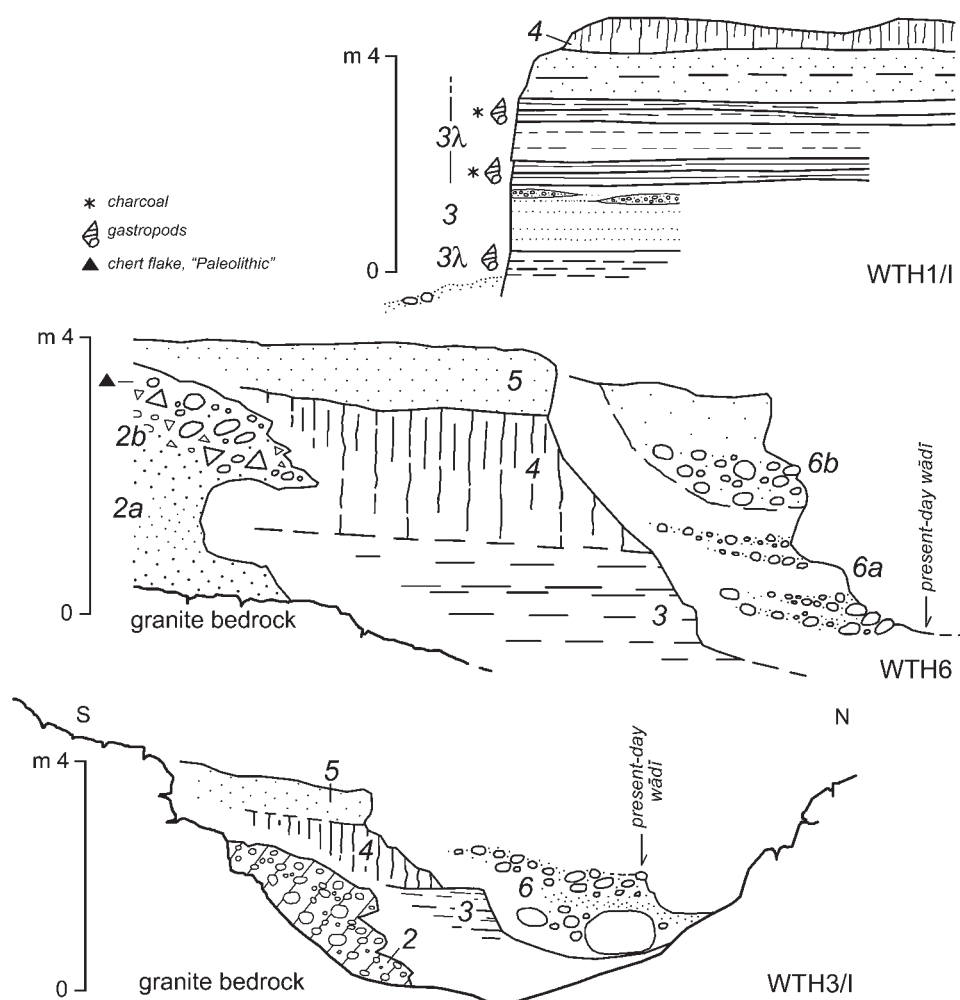 4
m 4
* charcoal
gastropods
▲ chert flake, "Paleolithic"
*
3λ
*
3
3λ
0
WTH1/I
m 4
▲
5
2b
4
6b
2a
present-day wādī
6a
0
granite bedrock
3
WTH6
S
N
m 4
5
present-day
wādī
4
6
3
2
0
granite bedrock
WTH3/I